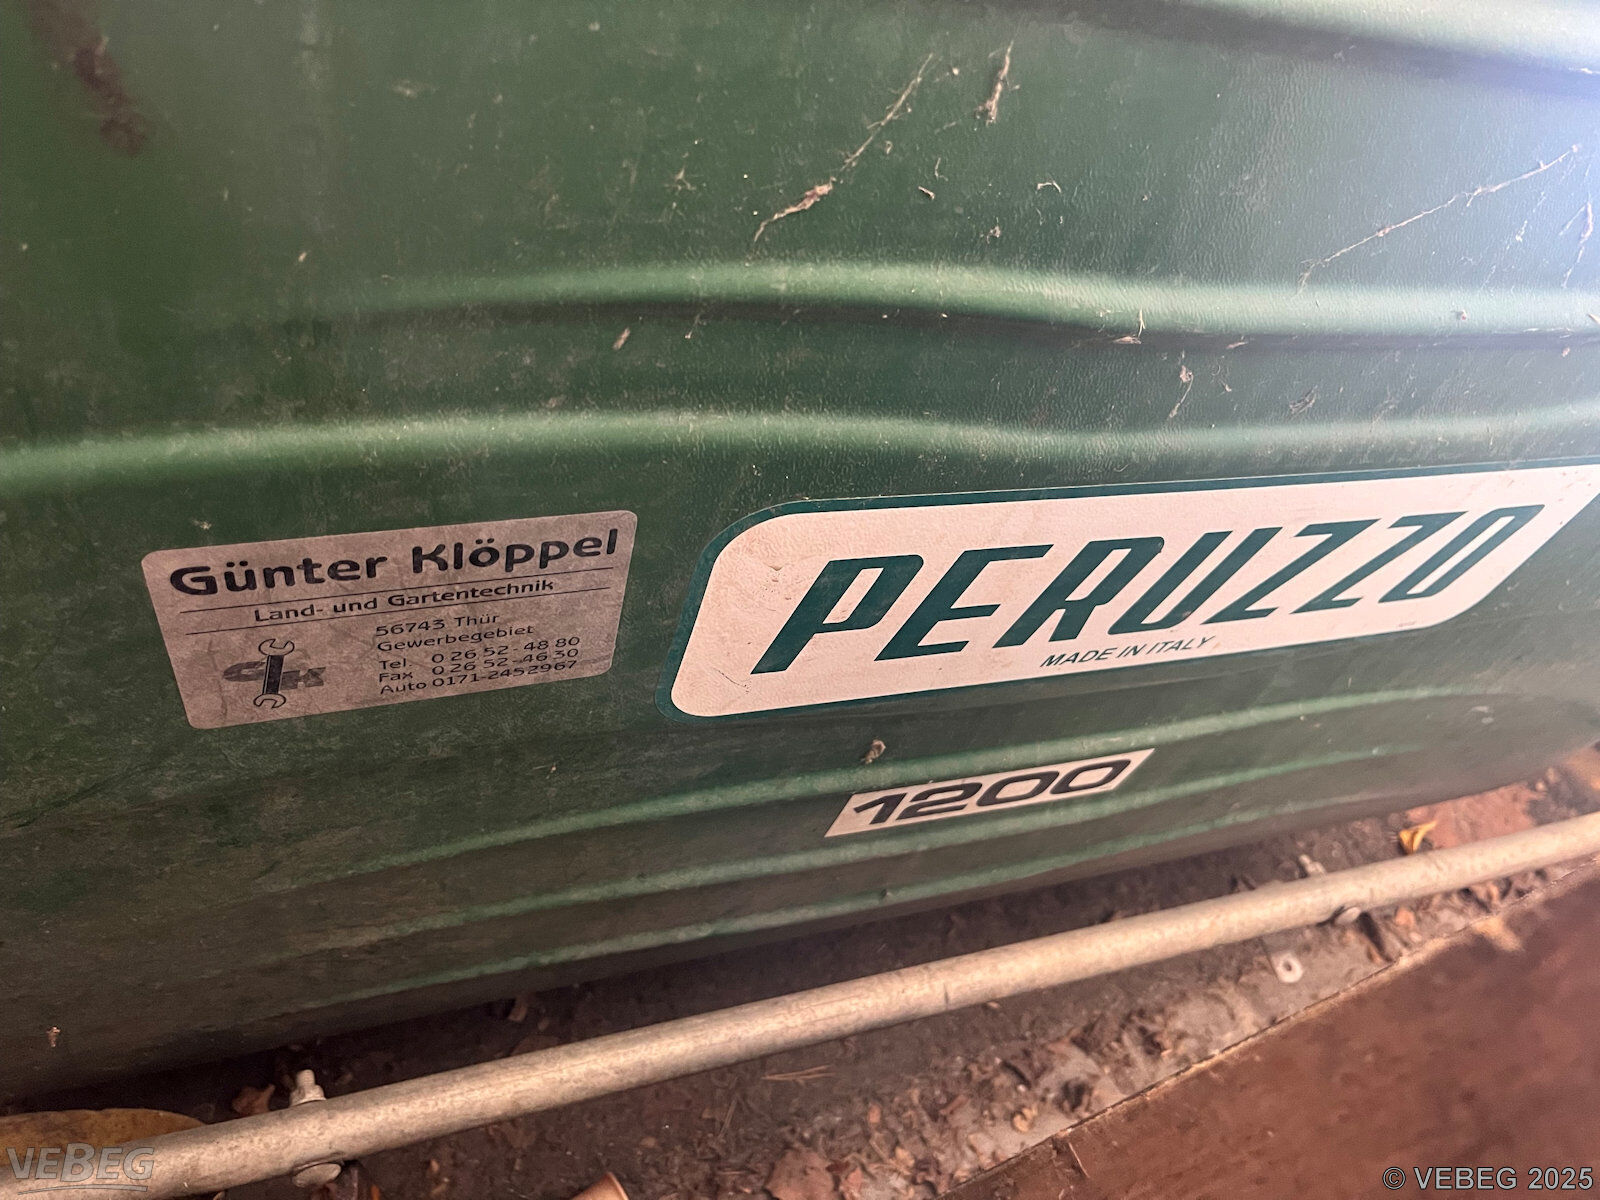 Günter Klöppel
Land- und Gartentechnik
56743 Thür
Gewerbegebiet
Tel. 0 26 52 - 48 80
Fax 0 26 52 - 46 30
Auto 0171-2452967
GK
PERUZZO
MADE IN ITALY
1200
VEBEG
© VEBEG 2025